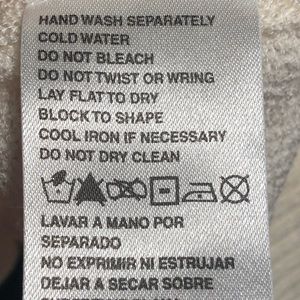 HAND WASH SEPARATELY
COLD WATER
DO NOT BLEACH
DO NOT TWIST OR WRING
LAY FLAT TO DRY
BLOCK TO SHAPE
COOL IRON IF NECESSARY
DO NOT DRY CLEAN
LAVAR A MANO POR
SEPARADO
NO EXPRIMIR NI ESTRUJAR
DEJAR A SECAR SOBRE